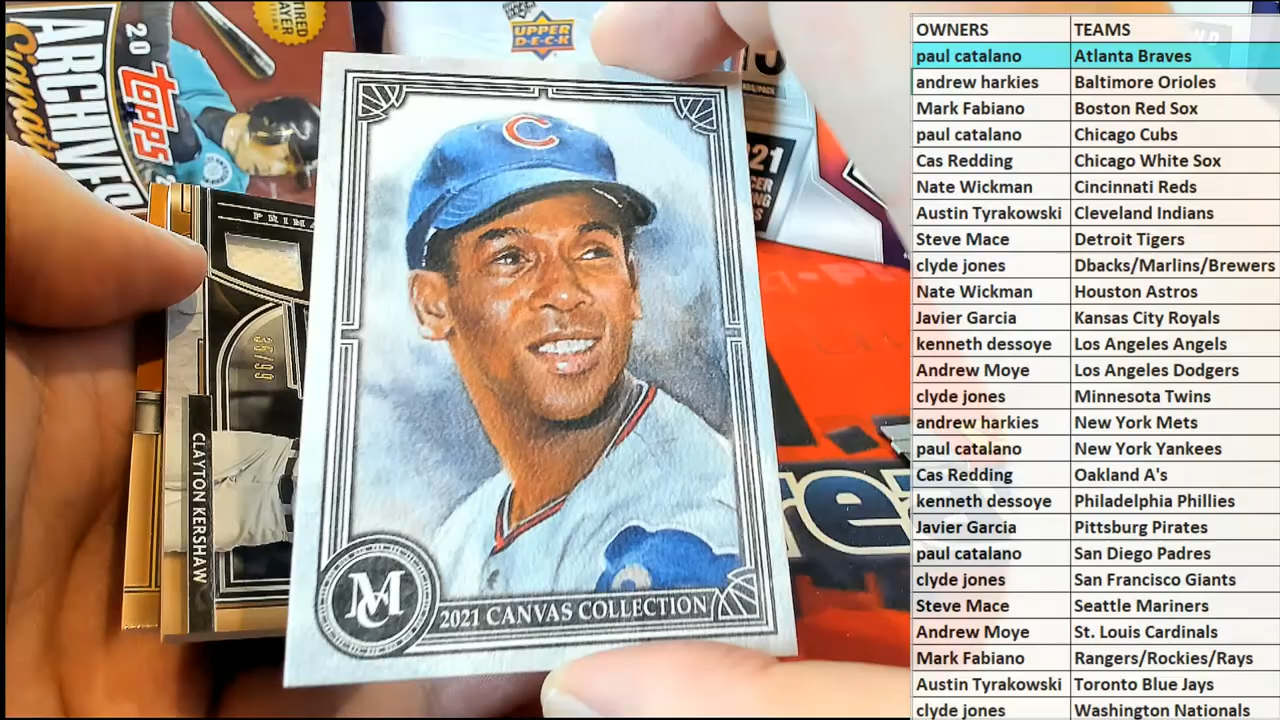 UPPER
D·E·C·K
20 topps
ARCHIVES
21
C
MC
2021 CANVAS COLLECTION
35/99
CLAYTON KERSHAW
OWNERS TEAMS
paul catalano Atlanta Braves
andrew harkies Baltimore Orioles
Mark Fabiano Boston Red Sox
paul catalano Chicago Cubs
Cas Redding Chicago White Sox
Nate Wickman Cincinnati Reds
Austin Tyrakowski Cleveland Indians
Steve Mace Detroit Tigers
clyde jones Dbacks/Marlins/Brewers
Nate Wickman Houston Astros
Javier Garcia Kansas City Royals
kenneth dessoye Los Angeles Angels
Andrew Moye Los Angeles Dodgers
clyde jones Minnesota Twins
andrew harkies New York Mets
paul catalano New York Yankees
Cas Redding Oakland A's
kenneth dessoye Philadelphia Phillies
Javier Garcia Pittsburg Pirates
paul catalano San Diego Padres
clyde jones San Francisco Giants
Steve Mace Seattle Mariners
Andrew Moye St. Louis Cardinals
Mark Fabiano Rangers/Rockies/Rays
Austin Tyrakowski Toronto Blue Jays
clyde jones Washington Nationals